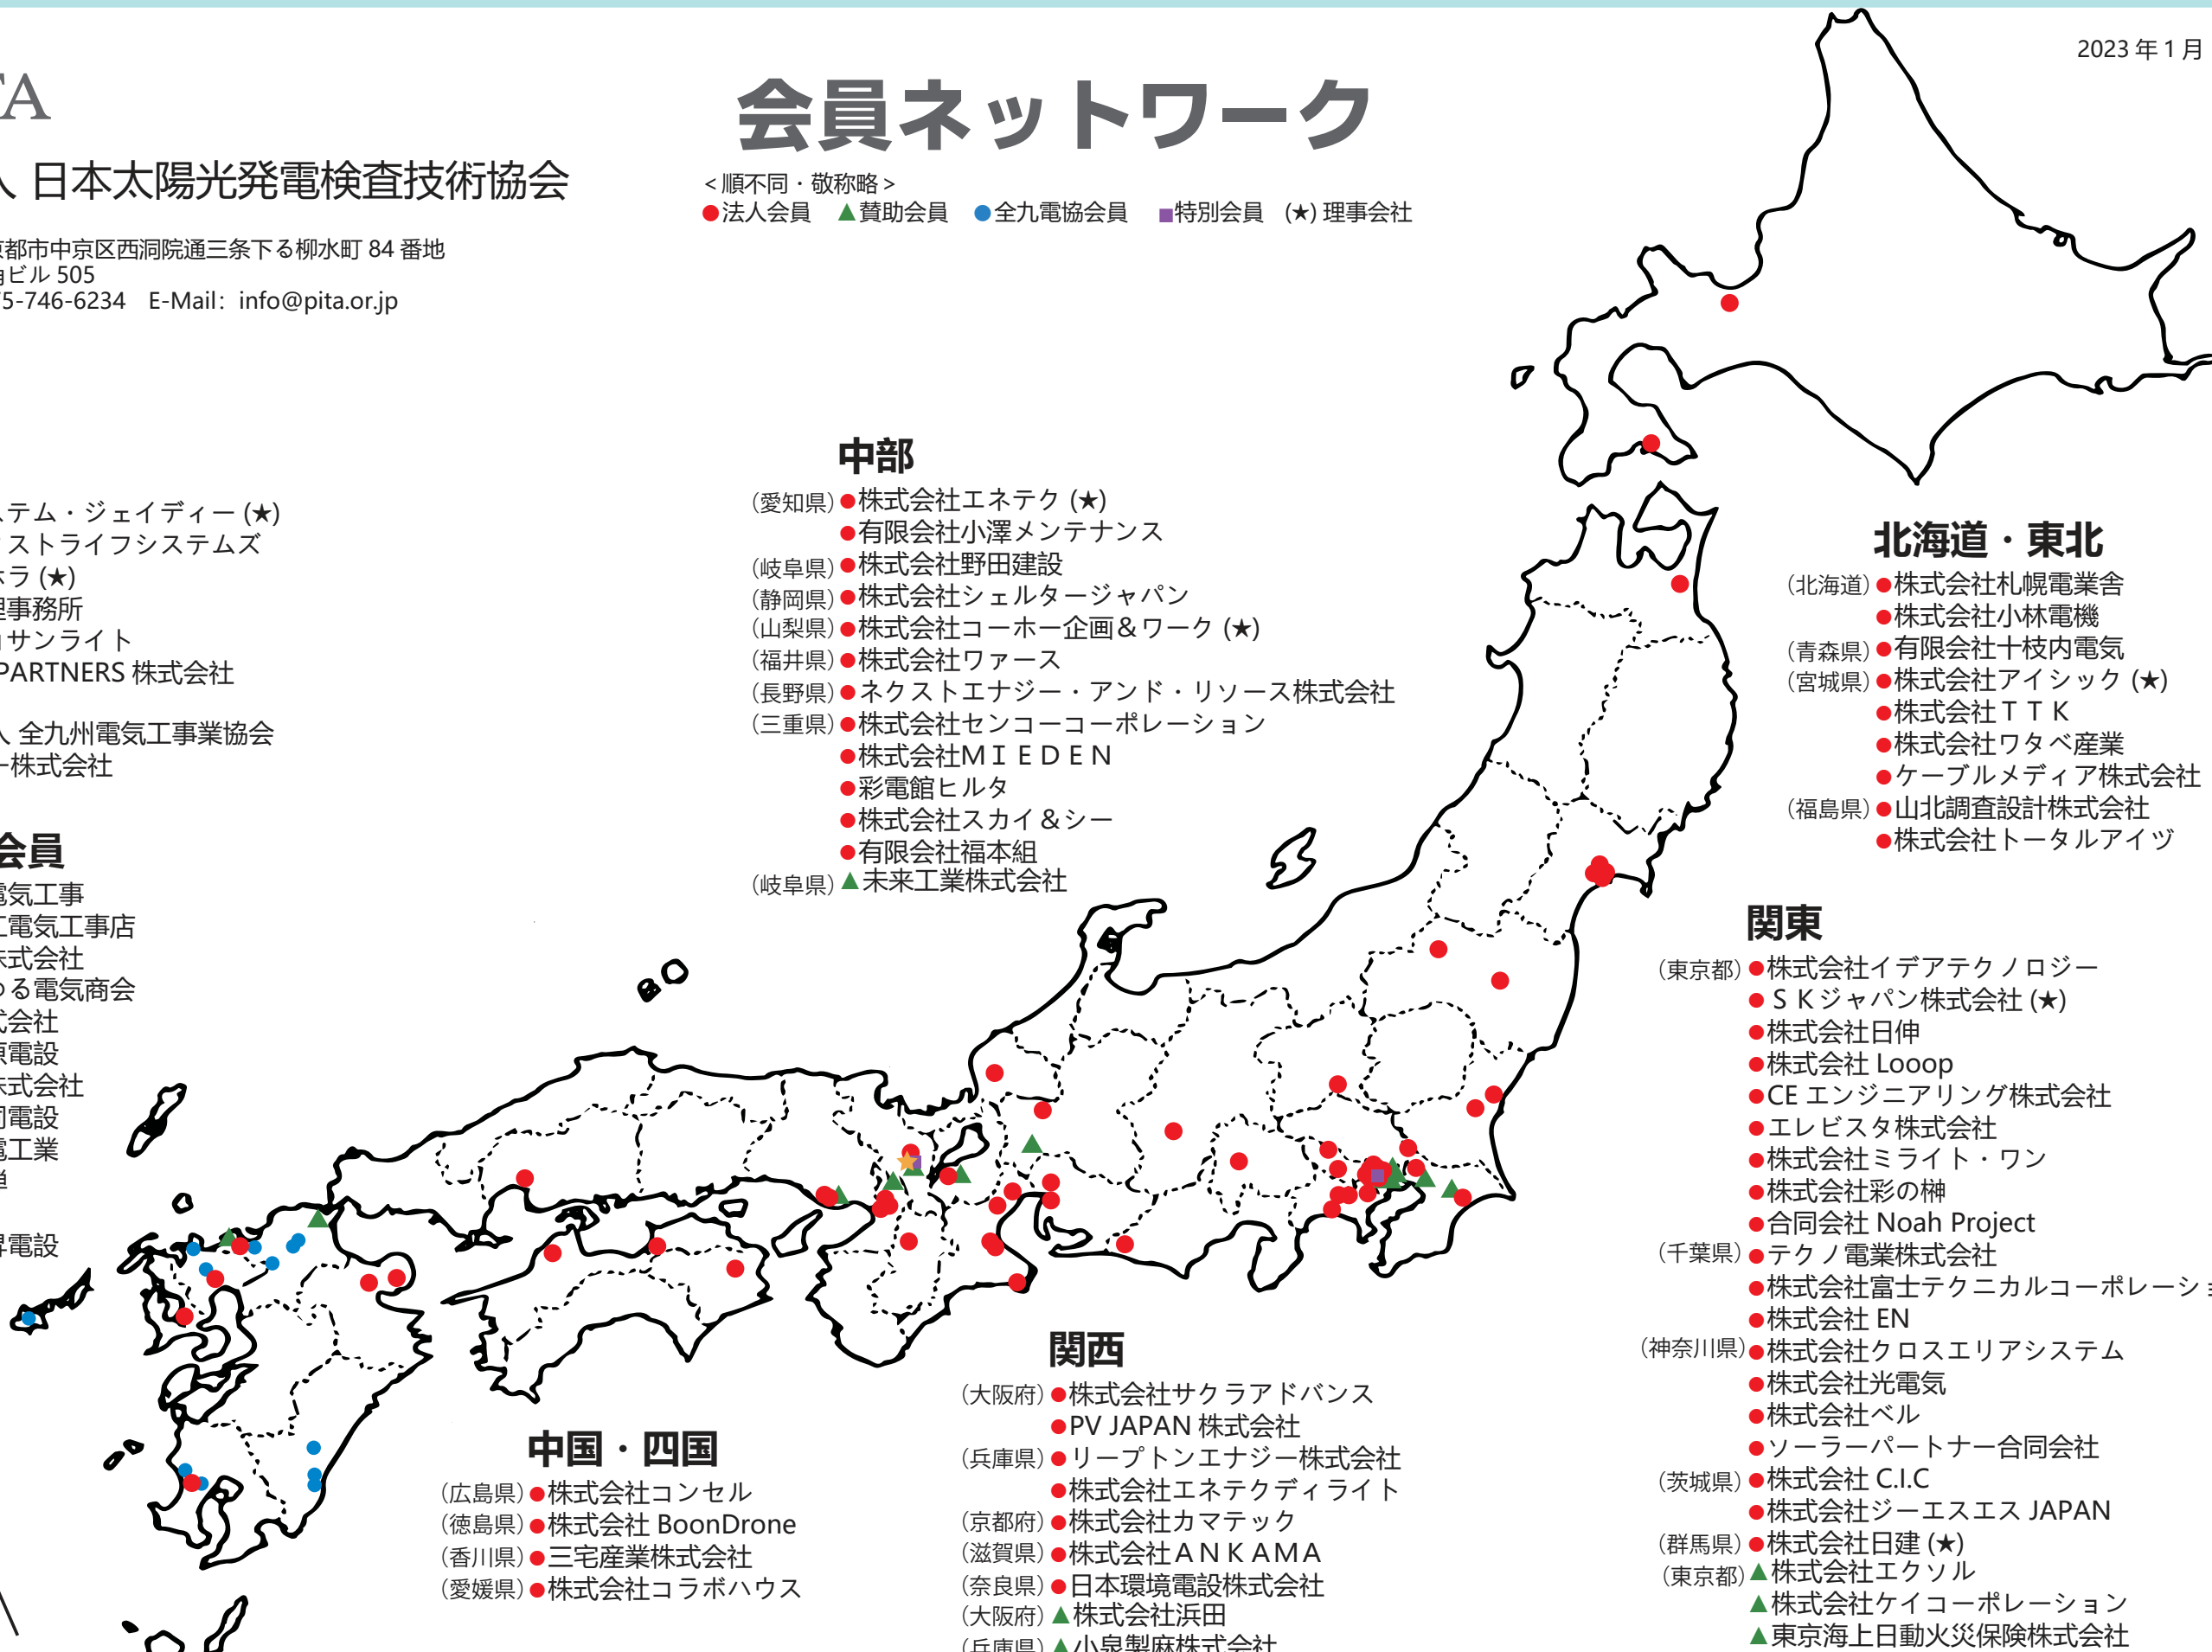 2023 年 1 月
TA
会員ネットワーク
人 日本太陽光発電検査技術協会
＜順不同・敬称略＞
●法人会員 ▲賛助会員 ●全九電協会員 ■特別会員 (★) 理事会社
京都市中京区西洞院通三条下る柳水町 84 番地
ビル 505
75-746-6234 E-Mail: info@pita.or.jp
ステム・ジェイディー (★)
ストライフシステムズ
ホラ (★)
理事務所
サンライト
PARTNERS 株式会社
人 全九州電気工事業協会
ー株式会社
会員
電気工事
工電気工事店
株式会社
つる電気商会
式会社
原電設
株式会社
電設
電工業
昇電設
中部
（愛知県）●株式会社エネテク (★)
●有限会社小澤メンテナンス
（岐阜県）●株式会社野田建設
（静岡県）●株式会社シェルタージャパン
（山梨県）●株式会社コーホー企画＆ワーク (★)
（福井県）●株式会社ワァース
（長野県）●ネクストエナジー・アンド・リソース株式会社
（三重県）●株式会社センコーコーポレーション
●株式会社ＭＩＥＤＥＮ
●彩電館ヒルタ
●株式会社スカイ＆シー
●有限会社福本組
（岐阜県）▲未来工業株式会社
北海道・東北
（北海道）●株式会社札幌電業舎
●株式会社小林電機
（青森県）●有限会社十枝内電気
（宮城県）●株式会社アイシック (★)
●株式会社ＴＴＫ
●株式会社ワタベ産業
●ケーブルメディア株式会社
（福島県）●山北調査設計株式会社
●株式会社トータルアイヅ
関東
（東京都）●株式会社イデアテクノロジー
●ＳＫジャパン株式会社 (★)
●株式会社日伸
●株式会社 Looop
●CE エンジニアリング株式会社
●エレビスタ株式会社
●株式会社ミライト・ワン
●株式会社彩の榊
●合同会社 Noah Project
（千葉県）●テクノ電業株式会社
●株式会社富士テクニカルコーポレーショ
●株式会社 EN
（神奈川県）●株式会社クロスエリアシステム
●株式会社光電気
●株式会社ベル
●ソーラーパートナー合同会社
（茨城県）●株式会社 C.I.C
●株式会社ジーエスエス JAPAN
（群馬県）●株式会社日建 (★)
（東京都）▲株式会社エクソル
▲株式会社ケイコーポレーション
▲東京海上日動火災保険株式会社
関西
（大阪府）●株式会社サクラアドバンス
●PV JAPAN 株式会社
（兵庫県）●リープトンエナジー株式会社
●株式会社エネテクディライト
（京都府）●株式会社カマテック
（滋賀県）●株式会社ＡＮＫＡＭＡ
（奈良県）●日本環境電設株式会社
（大阪府）▲株式会社浜田
（兵庫県）▲小泉製麻株式会社
中国・四国
（広島県）●株式会社コンセル
（徳島県）●株式会社 BoonDrone
（香川県）●三宅産業株式会社
（愛媛県）●株式会社コラボハウス